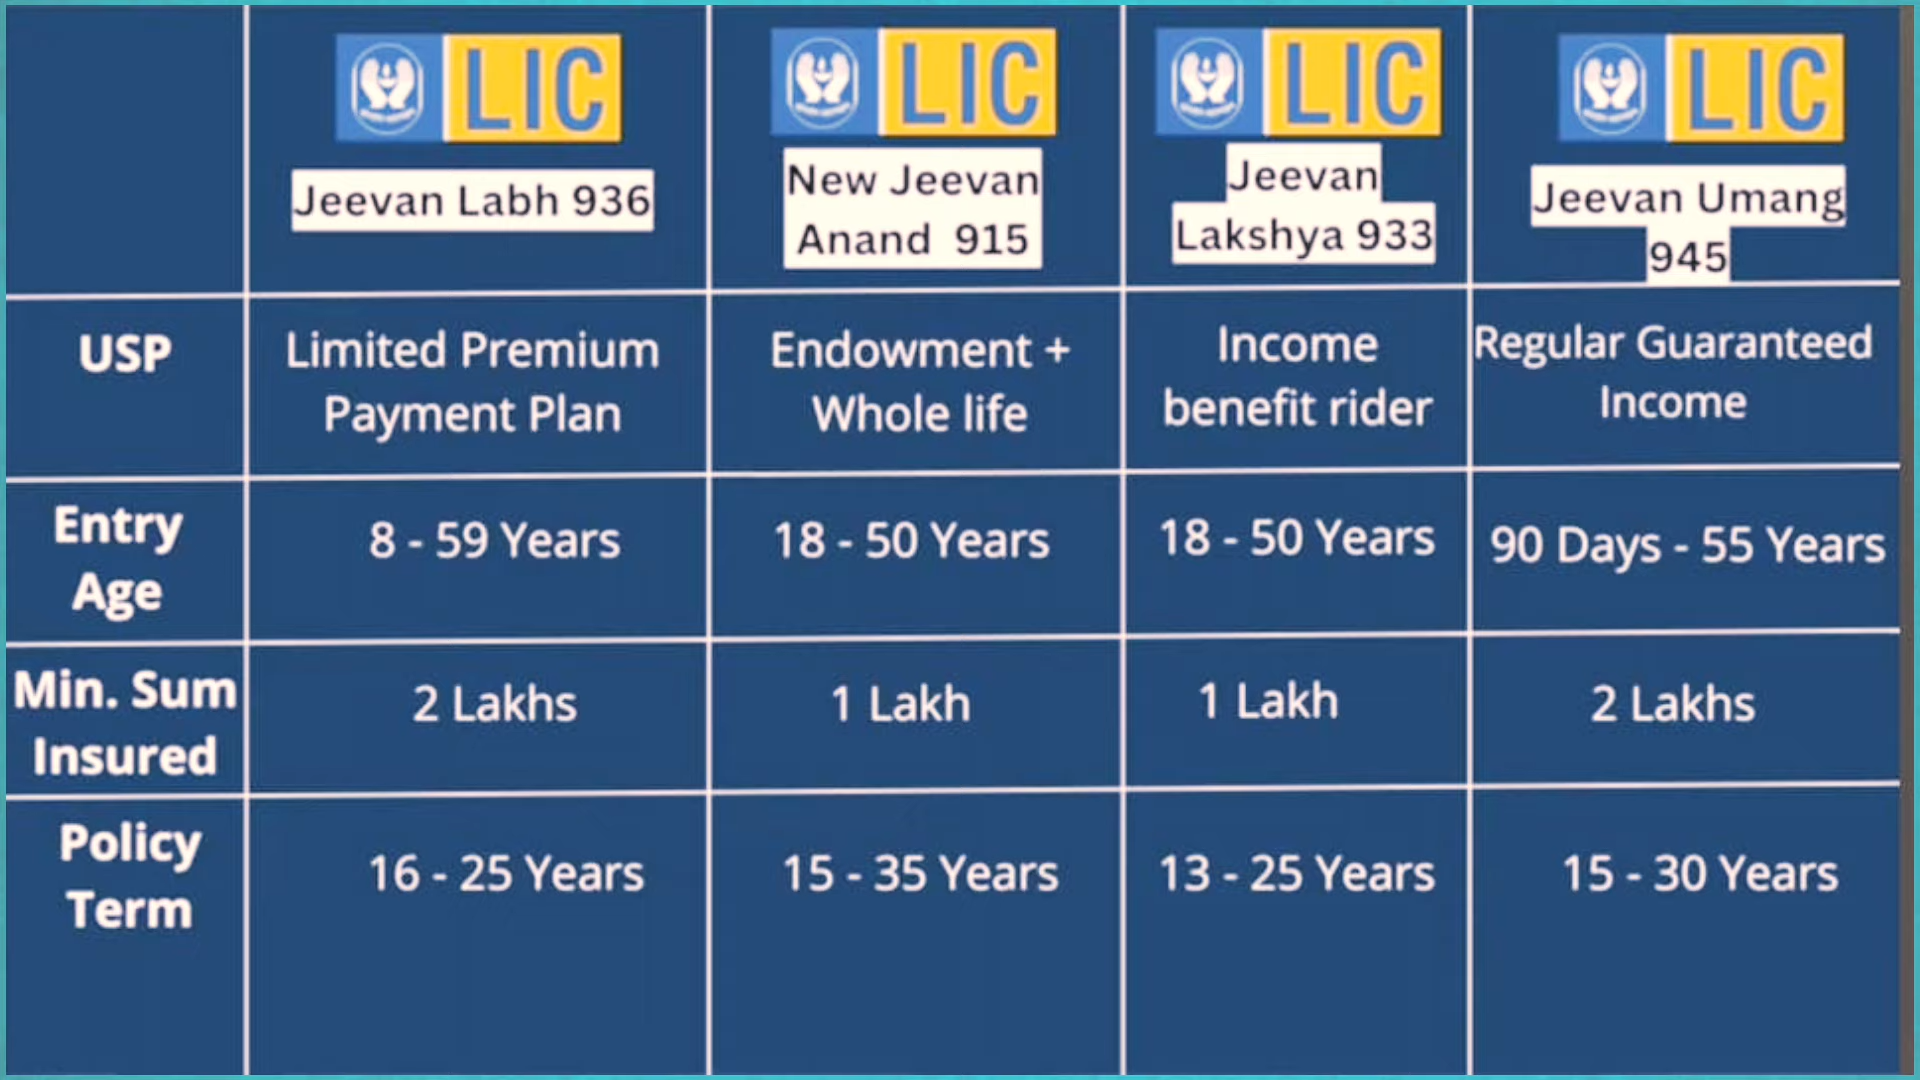 LIC
LIC
LIC
LIC
Jeevan Labh 936
New Jeevan
Anand 915
Jeevan
Lakshya 933
Jeevan Umang
945
USP
Limited Premium
Payment Plan
Endowment +
Whole life
Income
benefit rider
Regular Guaranteed
Income
Entry
Age
8 - 59 Years
18 - 50 Years
18 - 50 Years
90 Days - 55 Years
Min. Sum
Insured
2 Lakhs
1 Lakh
1 Lakh
2 Lakhs
Policy
Term
16 - 25 Years
15 - 35 Years
13 - 25 Years
15 - 30 Years